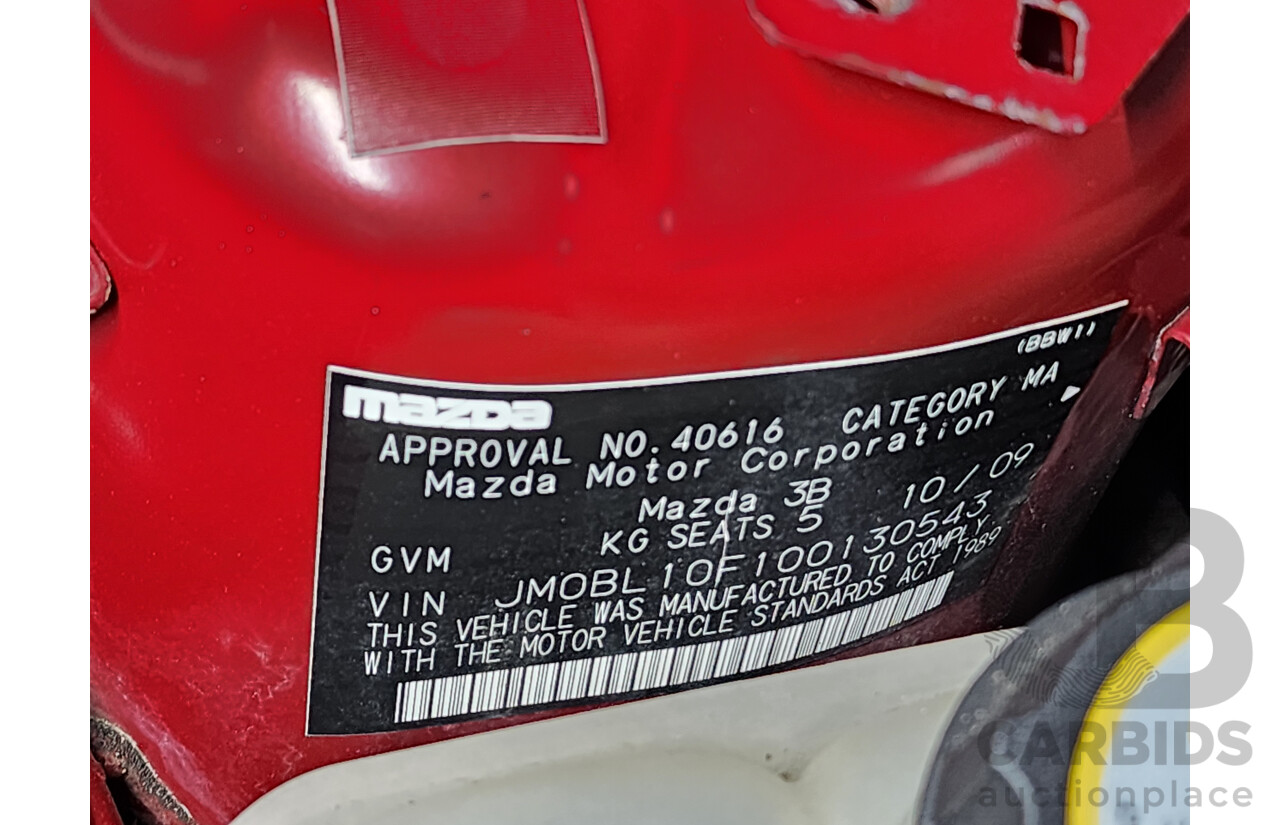 (BBW1)
mazda
APPROVAL NO. 40616 CATEGORY MA
Mazda Motor Corporation
Mazda 3B 10/09
GVM KG SEATS 5
VIN JM0BL10F100130543
THIS VEHICLE WAS MANUFACTURED TO COMPLY
WITH THE MOTOR VEHICLE STANDARDS ACT 1989
CARBIDS
auctionplace